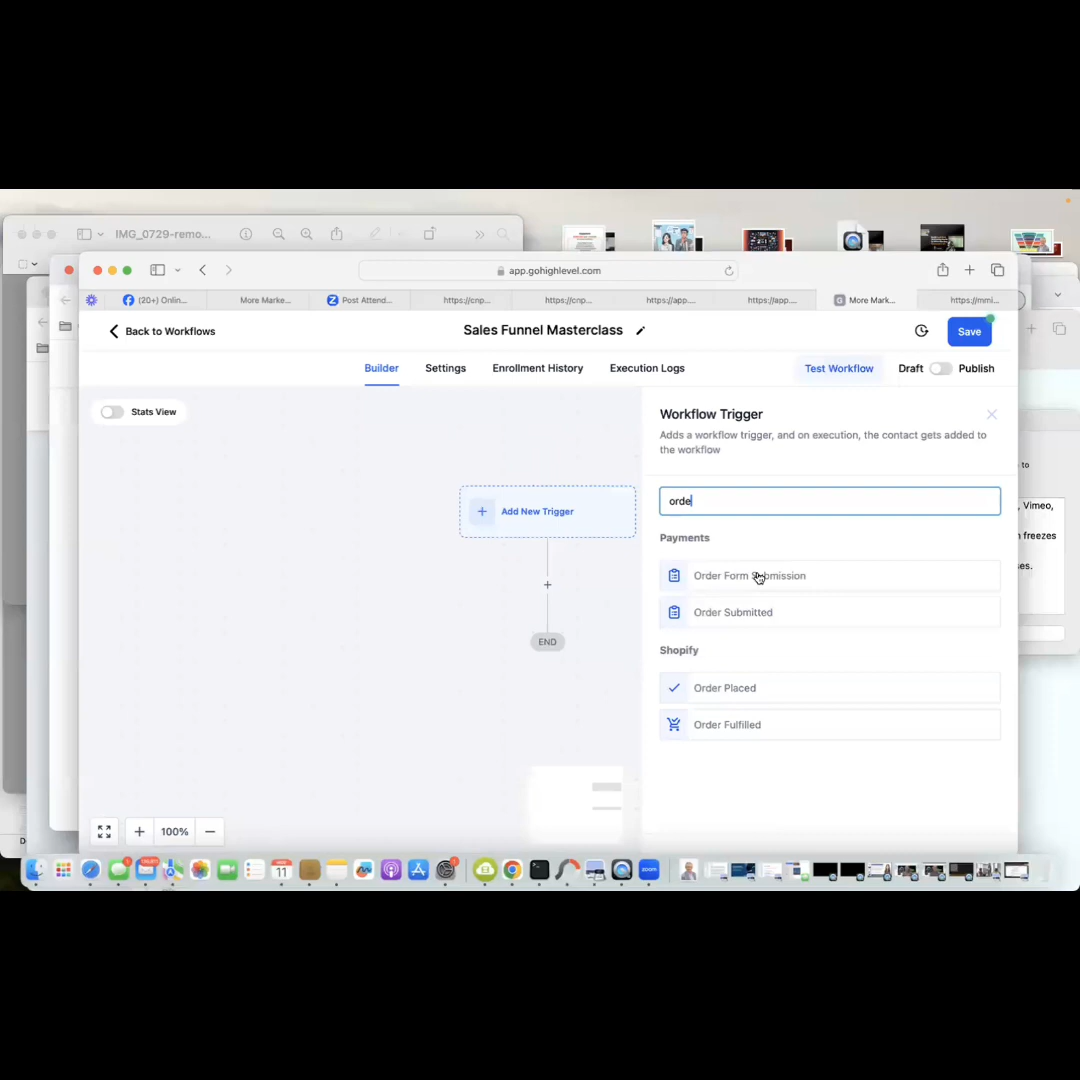 IMG_0729-remo...
app.gohighlevel.com
(20+) Onlin...
More Marke...
Post Attend...
https://cnp...
https://cnp...
https://app....
https://app....
More Mark...
https://mmi...
Back to Workflows
Sales Funnel Masterclass
Save
Builder
Settings
Enrollment History
Execution Logs
Test Workflow
Draft
Publish
Stats View
Workflow Trigger
Adds a workflow trigger, and on execution, the contact gets added to
the workflow
to
orde
, Vimeo,
Add New Trigger
freezes
Payments
Order Form Submission
es.
Order Submitted
END
Shopify
Order Placed
Order Fulfilled
100%
11
zoom